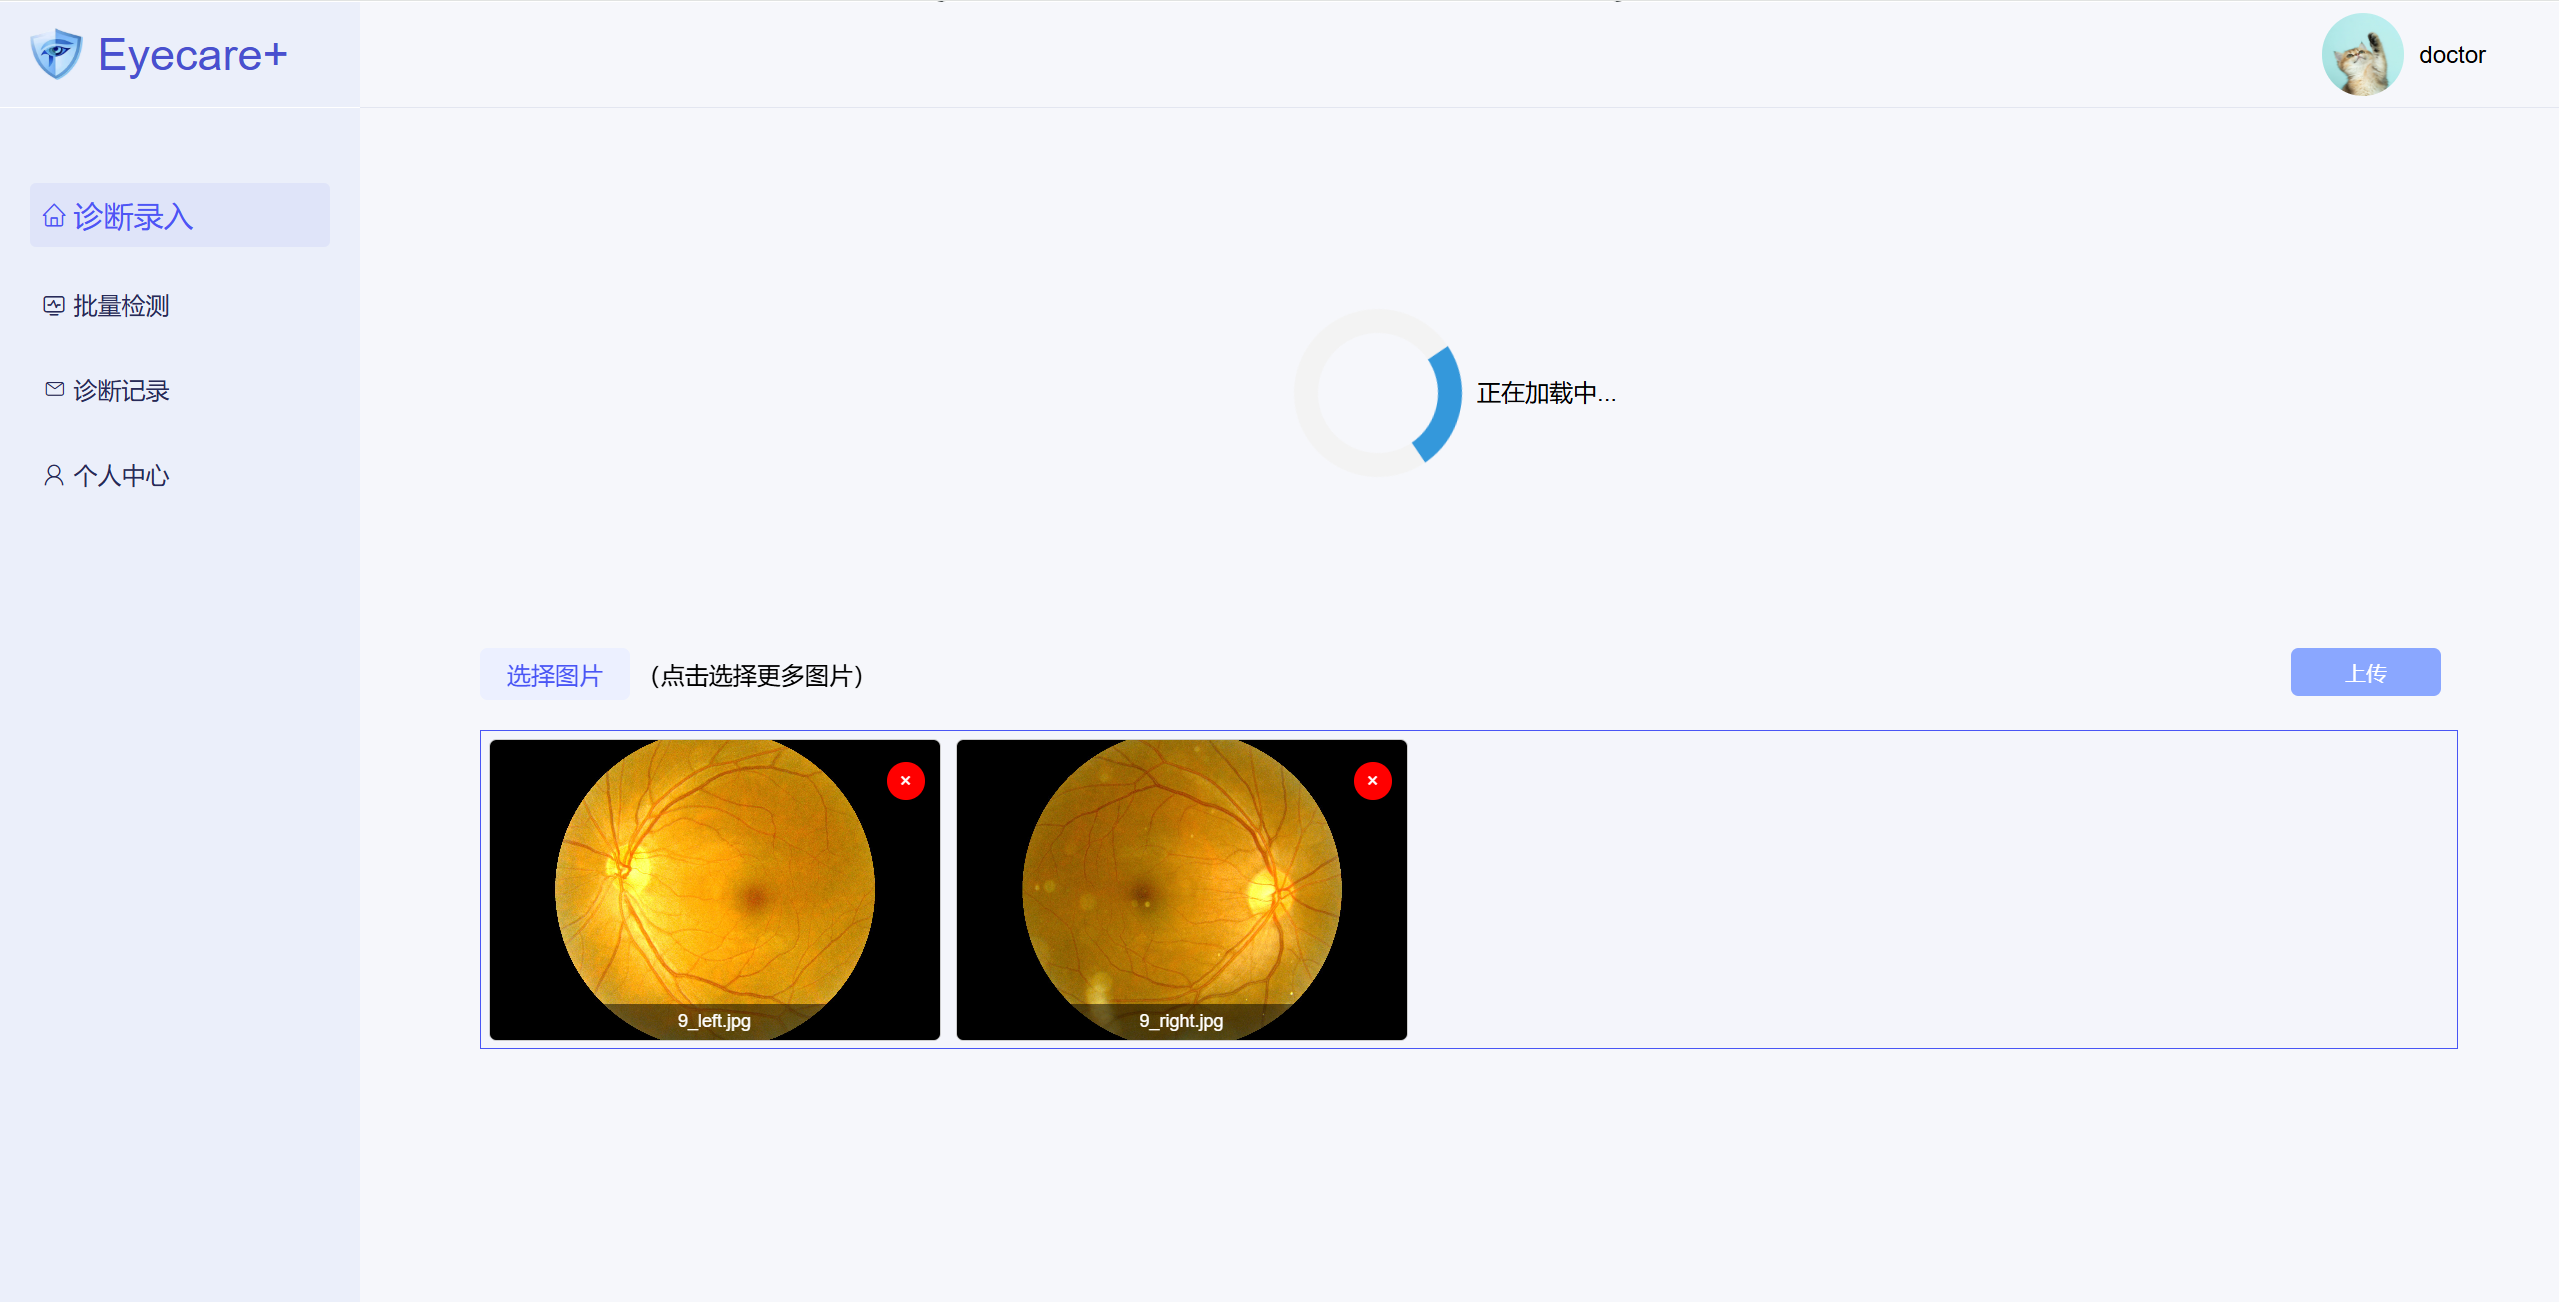 Eyecare+
doctor
诊断录入
批量检测
诊断记录
个人中心
正在加载中...
选择图片
（点击选择更多图片）
上传
×
×
9_left.jpg
9_right.jpg